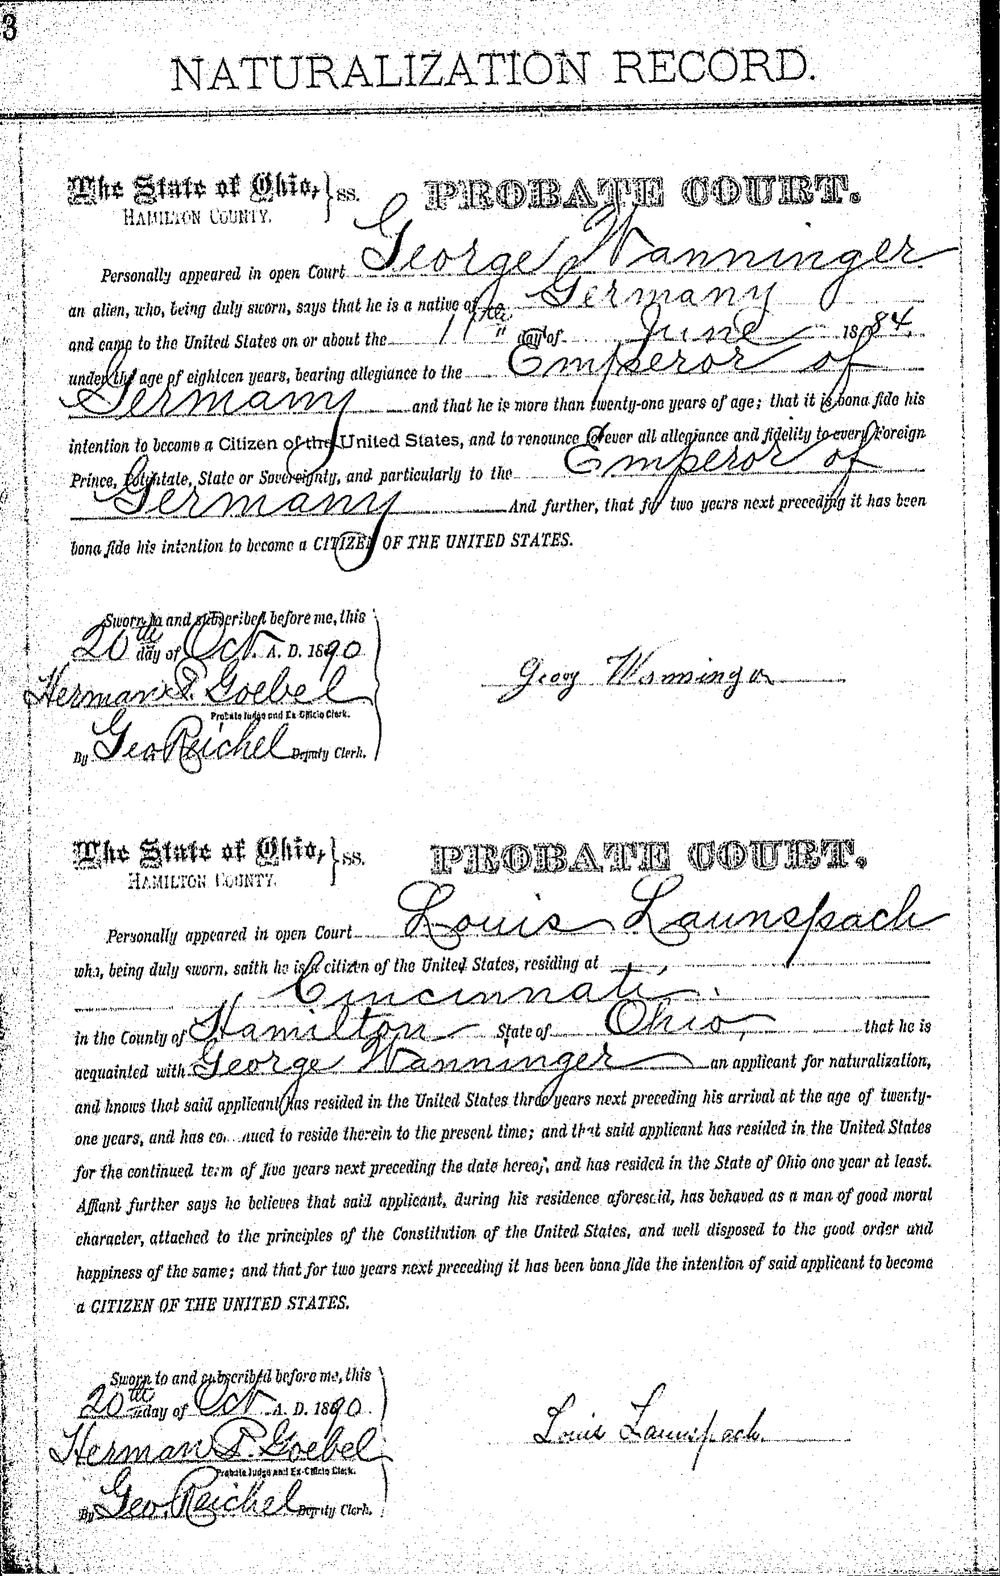 3
NATURALIZATION RECORD.
The State of Ohio, } ss. PROBATE COURT.
HAMILTON COUNTY.
Personally appeared in open Court George Wanninger
an alien, who, being duly sworn, says that he is a native of Germany
and came to the United States on or about the 11th day of June 1884,
under the age of eighteen years, bearing allegiance to the Emperor of
Germany and that he is more than twenty-one years of age; that it is bona fide his
intention to become a Citizen of the United States, and to renounce forever all allegiance and fidelity to every foreign
Prince, Potentate, State or Sovereignty, and particularly to the Emperor of
Germany And further, that for two years next preceding it has been
bona fide his intention to become a CITIZEN OF THE UNITED STATES.
Sworn to and subscribed before me, this
20th day of Oct. A. D. 1890
Georg Wanninger
Herman P. Goebel
Probate Judge and Ex-Officio Clerk.
By Geo Reichel Deputy Clerk.
The State of Ohio, } ss. PROBATE COURT.
HAMILTON COUNTY.
Personally appeared in open Court Louis Launspach
who, being duly sworn, saith he is a citizen of the United States, residing at
Cincinnati
in the County of Hamilton State of Ohio, that he is
acquainted with George Wanninger an applicant for naturalization,
and knows that said applicant has resided in the United States three years next preceding his arrival at the age of twenty-
one years, and has co...nued to reside therein to the present time; and that said applicant has resided in the United States
for the continued term of five years next preceding the date hereof, and has resided in the State of Ohio one year at least.
Affiant further says he believes that said applicant, during his residence aforesaid, has behaved as a man of good moral
character, attached to the principles of the Constitution of the United States, and well disposed to the good order and
happiness of the same; and that for two years next preceding it has been bona fide the intention of said applicant to become
a CITIZEN OF THE UNITED STATES.
Sworn to and subscribed before me, this
20th day of Oct A. D. 1890.
Louis Launspach.
Herman P. Goebel
Probate Judge and Ex-Officio Clerk.
By Geo. Reichel Deputy Clerk.